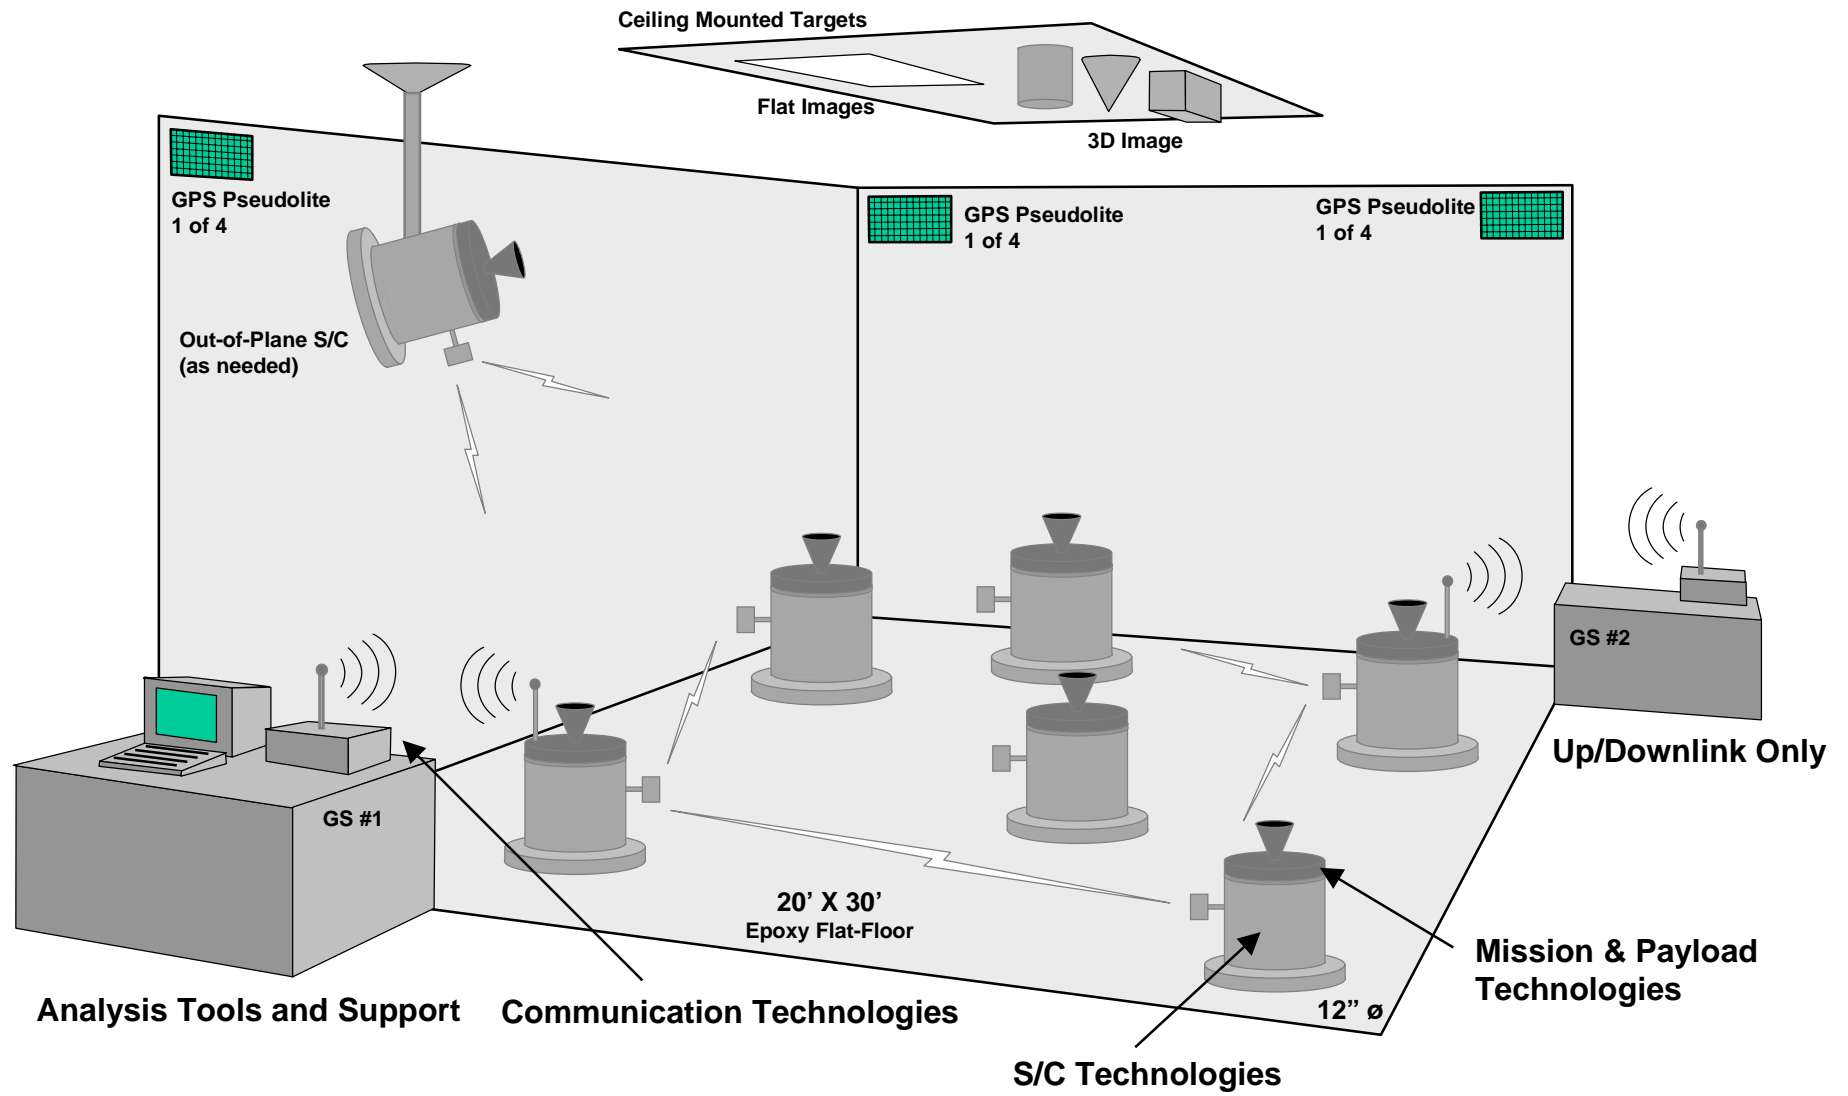 Ceiling Mounted Targets
Flat Images
3D Image
GPS Pseudolite
1 of 4
GPS Pseudolite
1 of 4
GPS Pseudolite
1 of 4
Out-of-Plane S/C
(as needed)
GS #2
Up/Downlink Only
GS #1
20’ X 30’
Epoxy Flat-Floor
Mission & Payload
Technologies
12” ø
Analysis Tools and Support
Communication Technologies
S/C Technologies